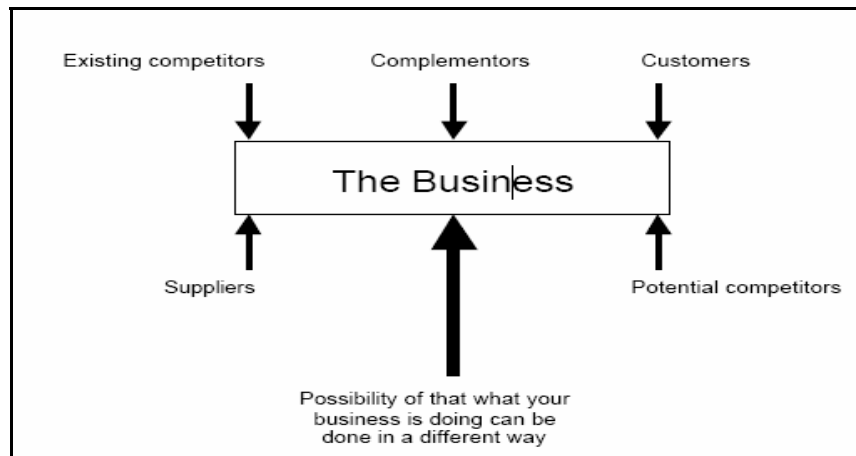 Existing competitors
Complementors
Customers
The Business
Suppliers
Potential competitors
Possibility of that what your
business is doing can be
done in a different way